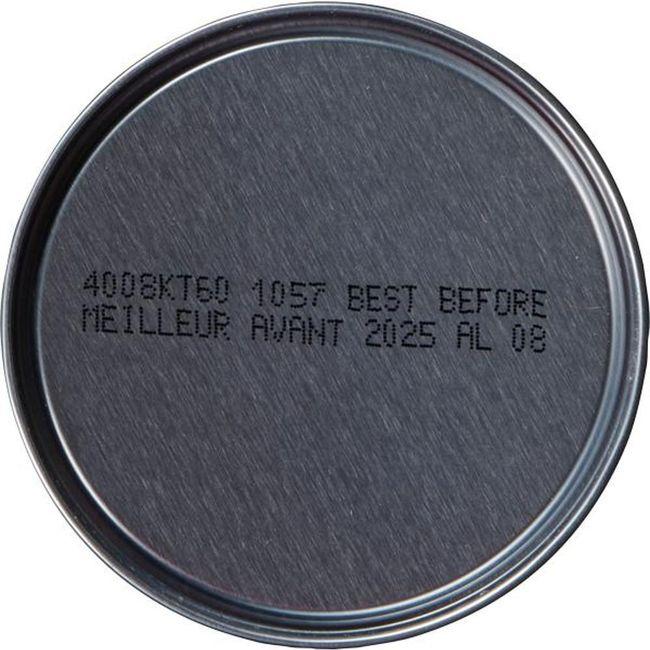 4008KT60 1057 BEST BEFORE
MEILLEUR AVANT 2025 AL 08